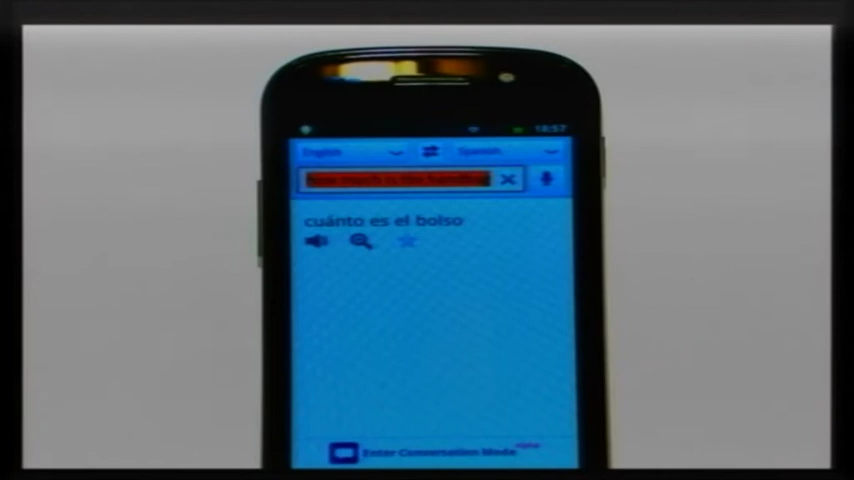 18:57
English Spanish
how much is the handbag
cuánto es el bolso
Enter Conversation Mode alpha